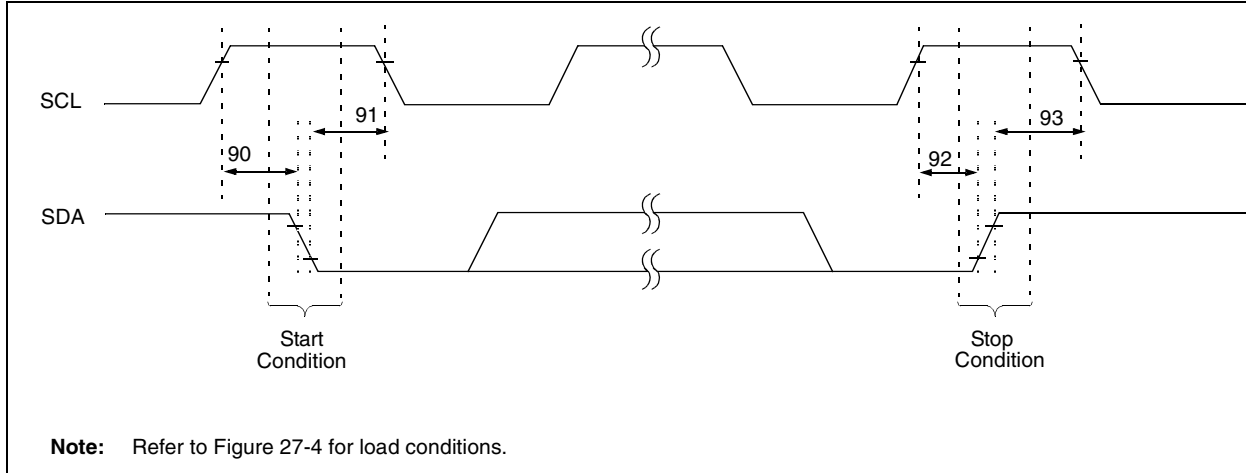 SCL
91
93
90
92
SDA
Start
Condition
Stop
Condition
Note: Refer to Figure 27-4 for load conditions.